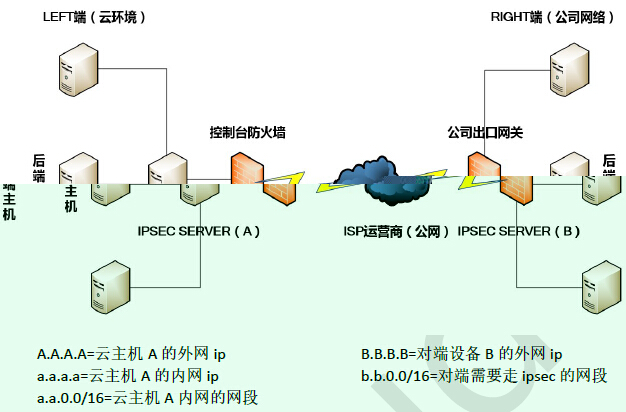 LEFT端（云环境）
RIGHT端（公司网络）
控制台防火墙
公司出口网关
后端
主机
端主机
后端
IPSEC SERVER（A）
ISP运营商（公网）
IPSEC SERVER（B）
A.A.A.A=云主机 A 的外网 ip
B.B.B.B=对端设备 B 的外网 ip
a.a.a.a=云主机 A 的内网 ip
b.b.0.0/16=对端需要走 ipsec 的网段
a.a.0.0/16=云主机 A 内网的网段